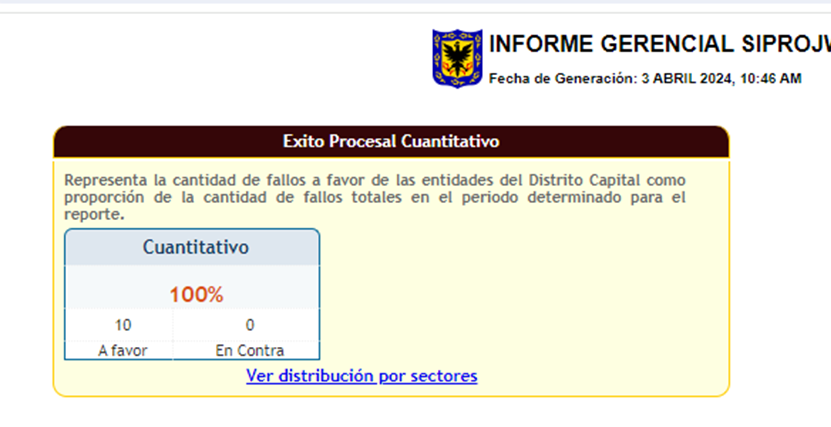 INFORME GERENCIAL SIPROJW
Fecha de Generación: 3 ABRIL 2024, 10:46 AM
Exito Procesal Cuantitativo
Representa la cantidad de fallos a favor de las entidades del Distrito Capital como
proporción de la cantidad de fallos totales en el periodo determinado para el
reporte.
Cuantitativo
100%
10 0
A favor En Contra
Ver distribución por sectores